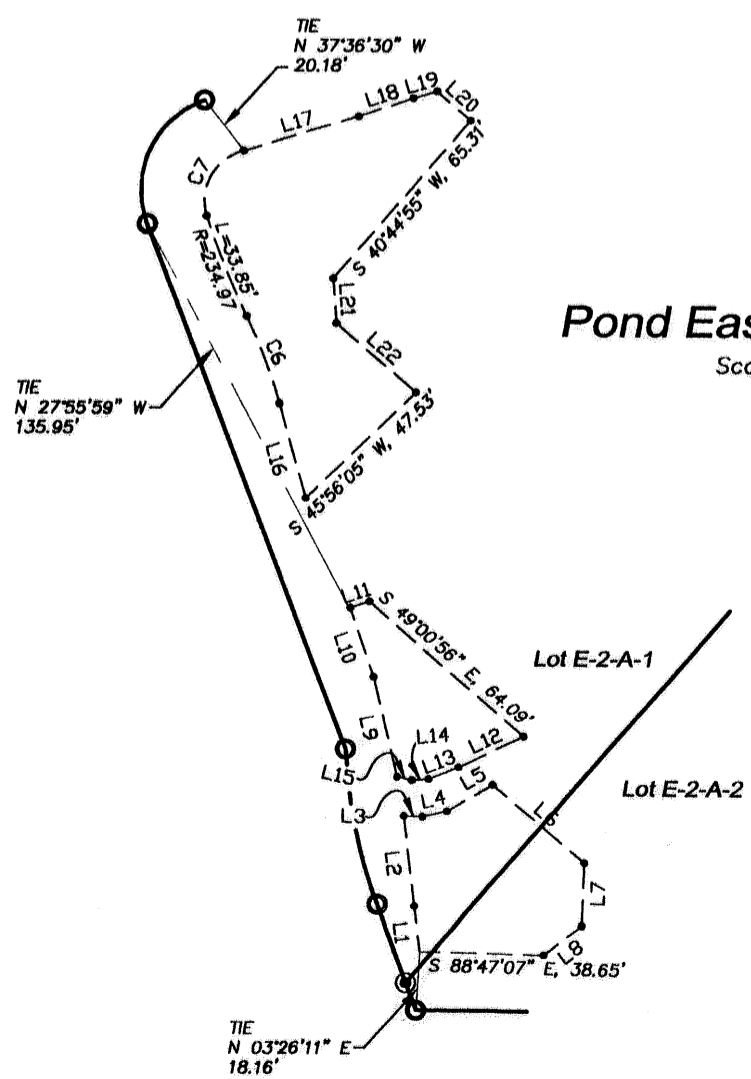 TIE
N 37°36'30" W
20.18'
L17
L18
L19
L20
C7
S 40°44'55" W, 65.31'
L=33.85'
R=234.97
L21
L22
C6
Pond Eas
Sco
TIE
N 27°55'59" W
135.95'
L16
S 45°56'05" W, 47.53'
L11
S 49°00'56" E, 64.09'
L10
Lot E-2-A-1
L9
L14
L12
L13
L15
L5
L3
L4
Lot E-2-A-2
L2
L7
L1
L8
S 88°47'07" E, 38.65'
TIE
N 03°26'11" E
18.16'